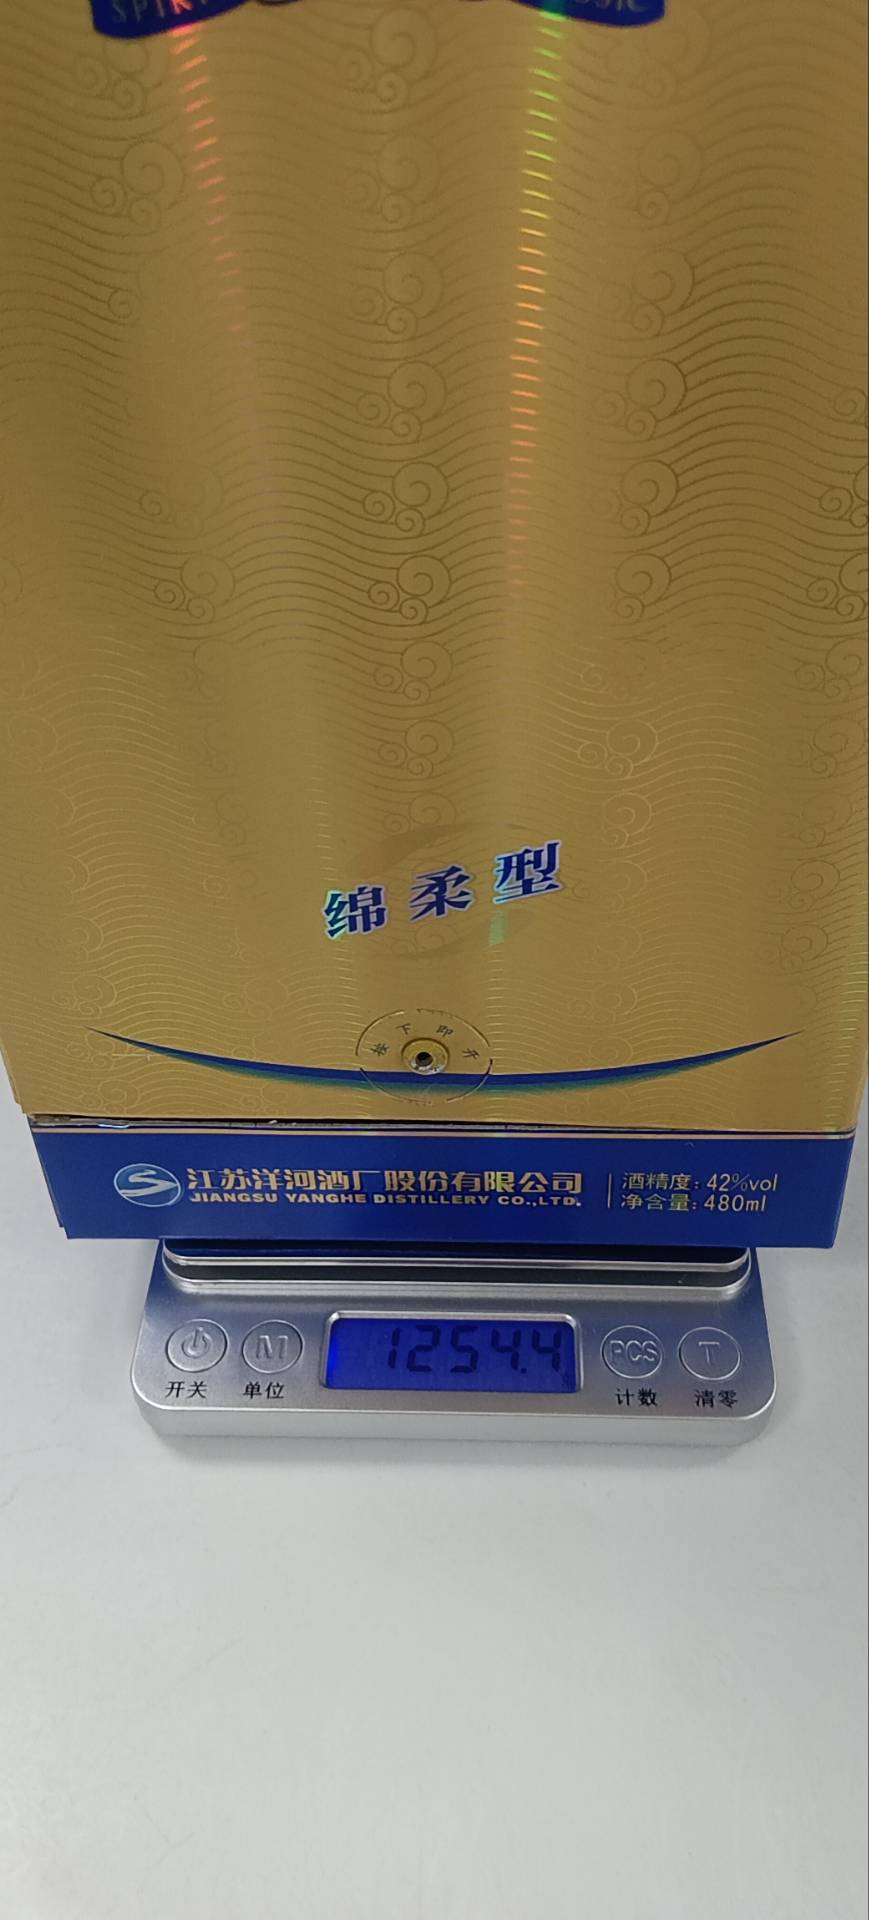 绵柔型
按下即开
江苏洋河酒厂股份有限公司
JIANGSU YANGHE DISTILLERY CO.,LTD.
酒精度: 42%vol
净含量: 480ml
1254.4
M
PCS
T
开关
单位
计数
清零